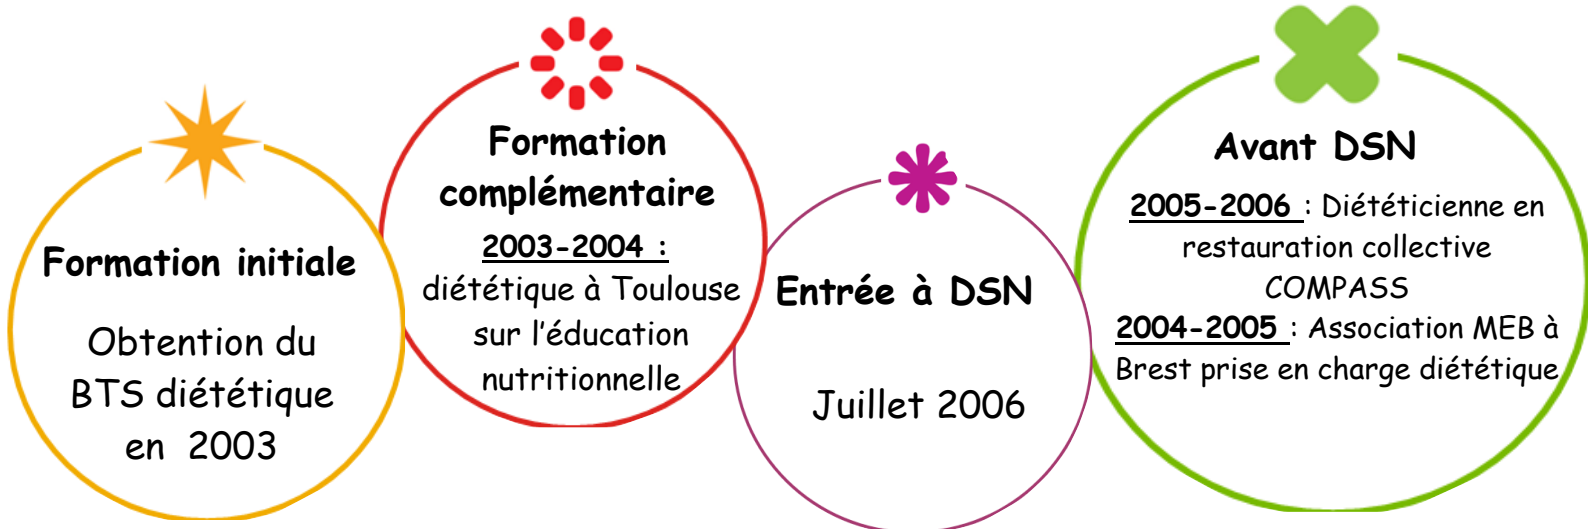 Formation initiale
Obtention du
BTS diététique
en 2003
Formation
complémentaire
2003-2004 :
diététique à Toulouse
sur l'éducation
nutritionnelle
Entrée à DSN
Juillet 2006
Avant DSN
2005-2006 : Diététicienne en
restauration collective
COMPASS
2004-2005 : Association MEB à
Brest prise en charge diététique